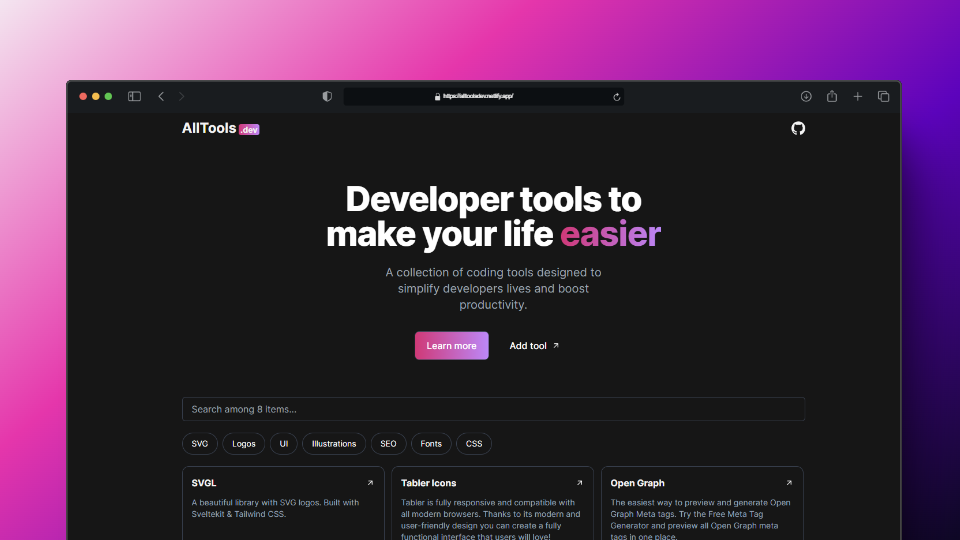 https://alltoolsdev.netlify.app/
AllTools .dev
Developer tools to
make your life easier
A collection of coding tools designed to
simplify developers lives and boost
productivity.
Learn more Add tool
Search among 8 items...
SVG Logos UI Illustrations SEO Fonts CSS
SVGL
A beautiful library with SVG logos. Built with
Sveltekit & Tailwind CSS.
Tabler Icons
Tabler is fully responsive and compatible with
all modern browsers. Thanks to its modern and
user-friendly design you can create a fully
functional interface that users will love!
Open Graph
The easiest way to preview and generate Open
Graph Meta tags. Try the Free Meta Tag
Generator and preview all Open Graph meta
tags in one place.